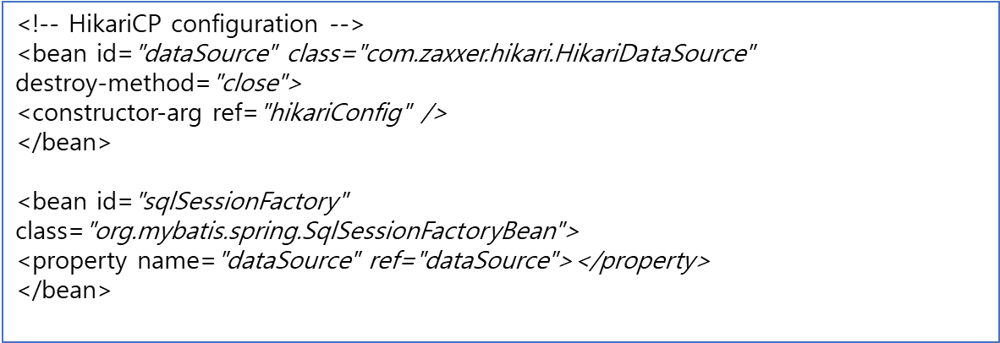 <!-- HikariCP configuration -->
<bean id="dataSource" class="com.zaxxer.hikari.HikariDataSource"
destroy-method="close">
<constructor-arg ref="hikariConfig" />
</bean>
<bean id="sqlSessionFactory"
class="org.mybatis.spring.SqlSessionFactoryBean">
<property name="dataSource" ref="dataSource"></property>
</bean>